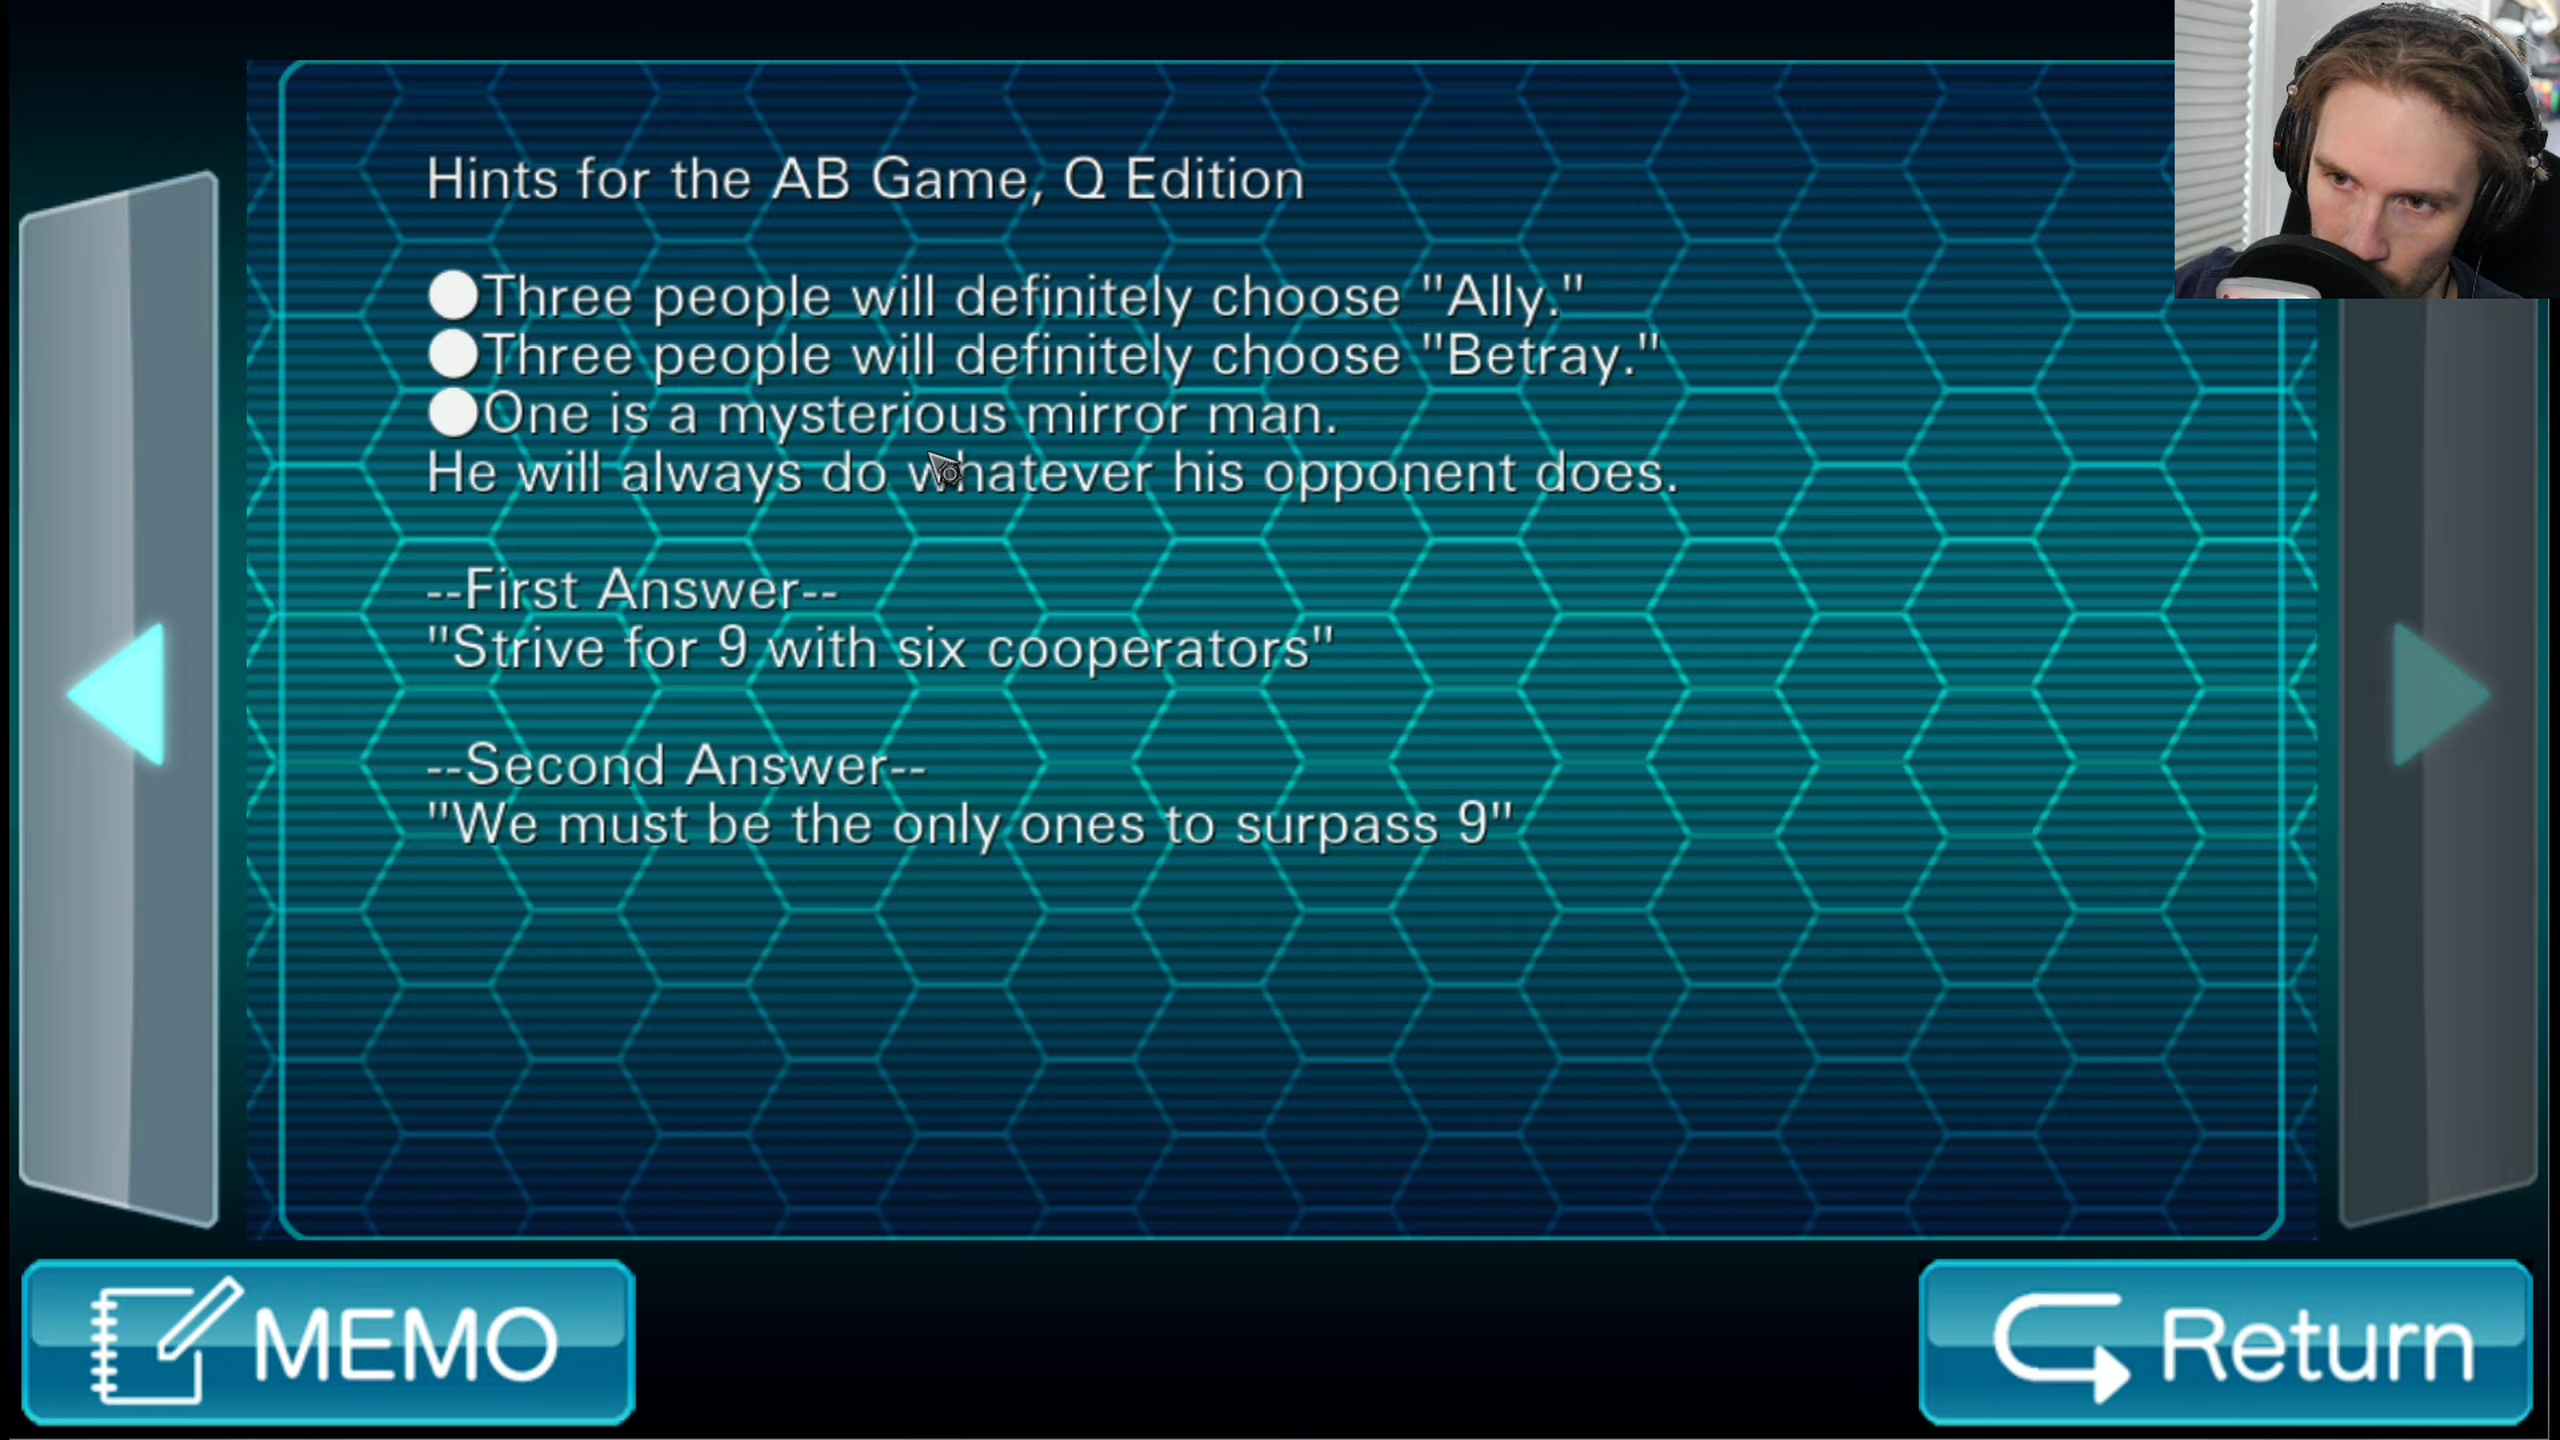 Hints for the AB Game, Q Edition
●Three people will definitely choose "Ally."
●Three people will definitely choose "Betray."
●One is a mysterious mirror man.
He will always do whatever his opponent does.
--First Answer--
"Strive for 9 with six cooperators"
--Second Answer--
"We must be the only ones to surpass 9"
MEMO
Return